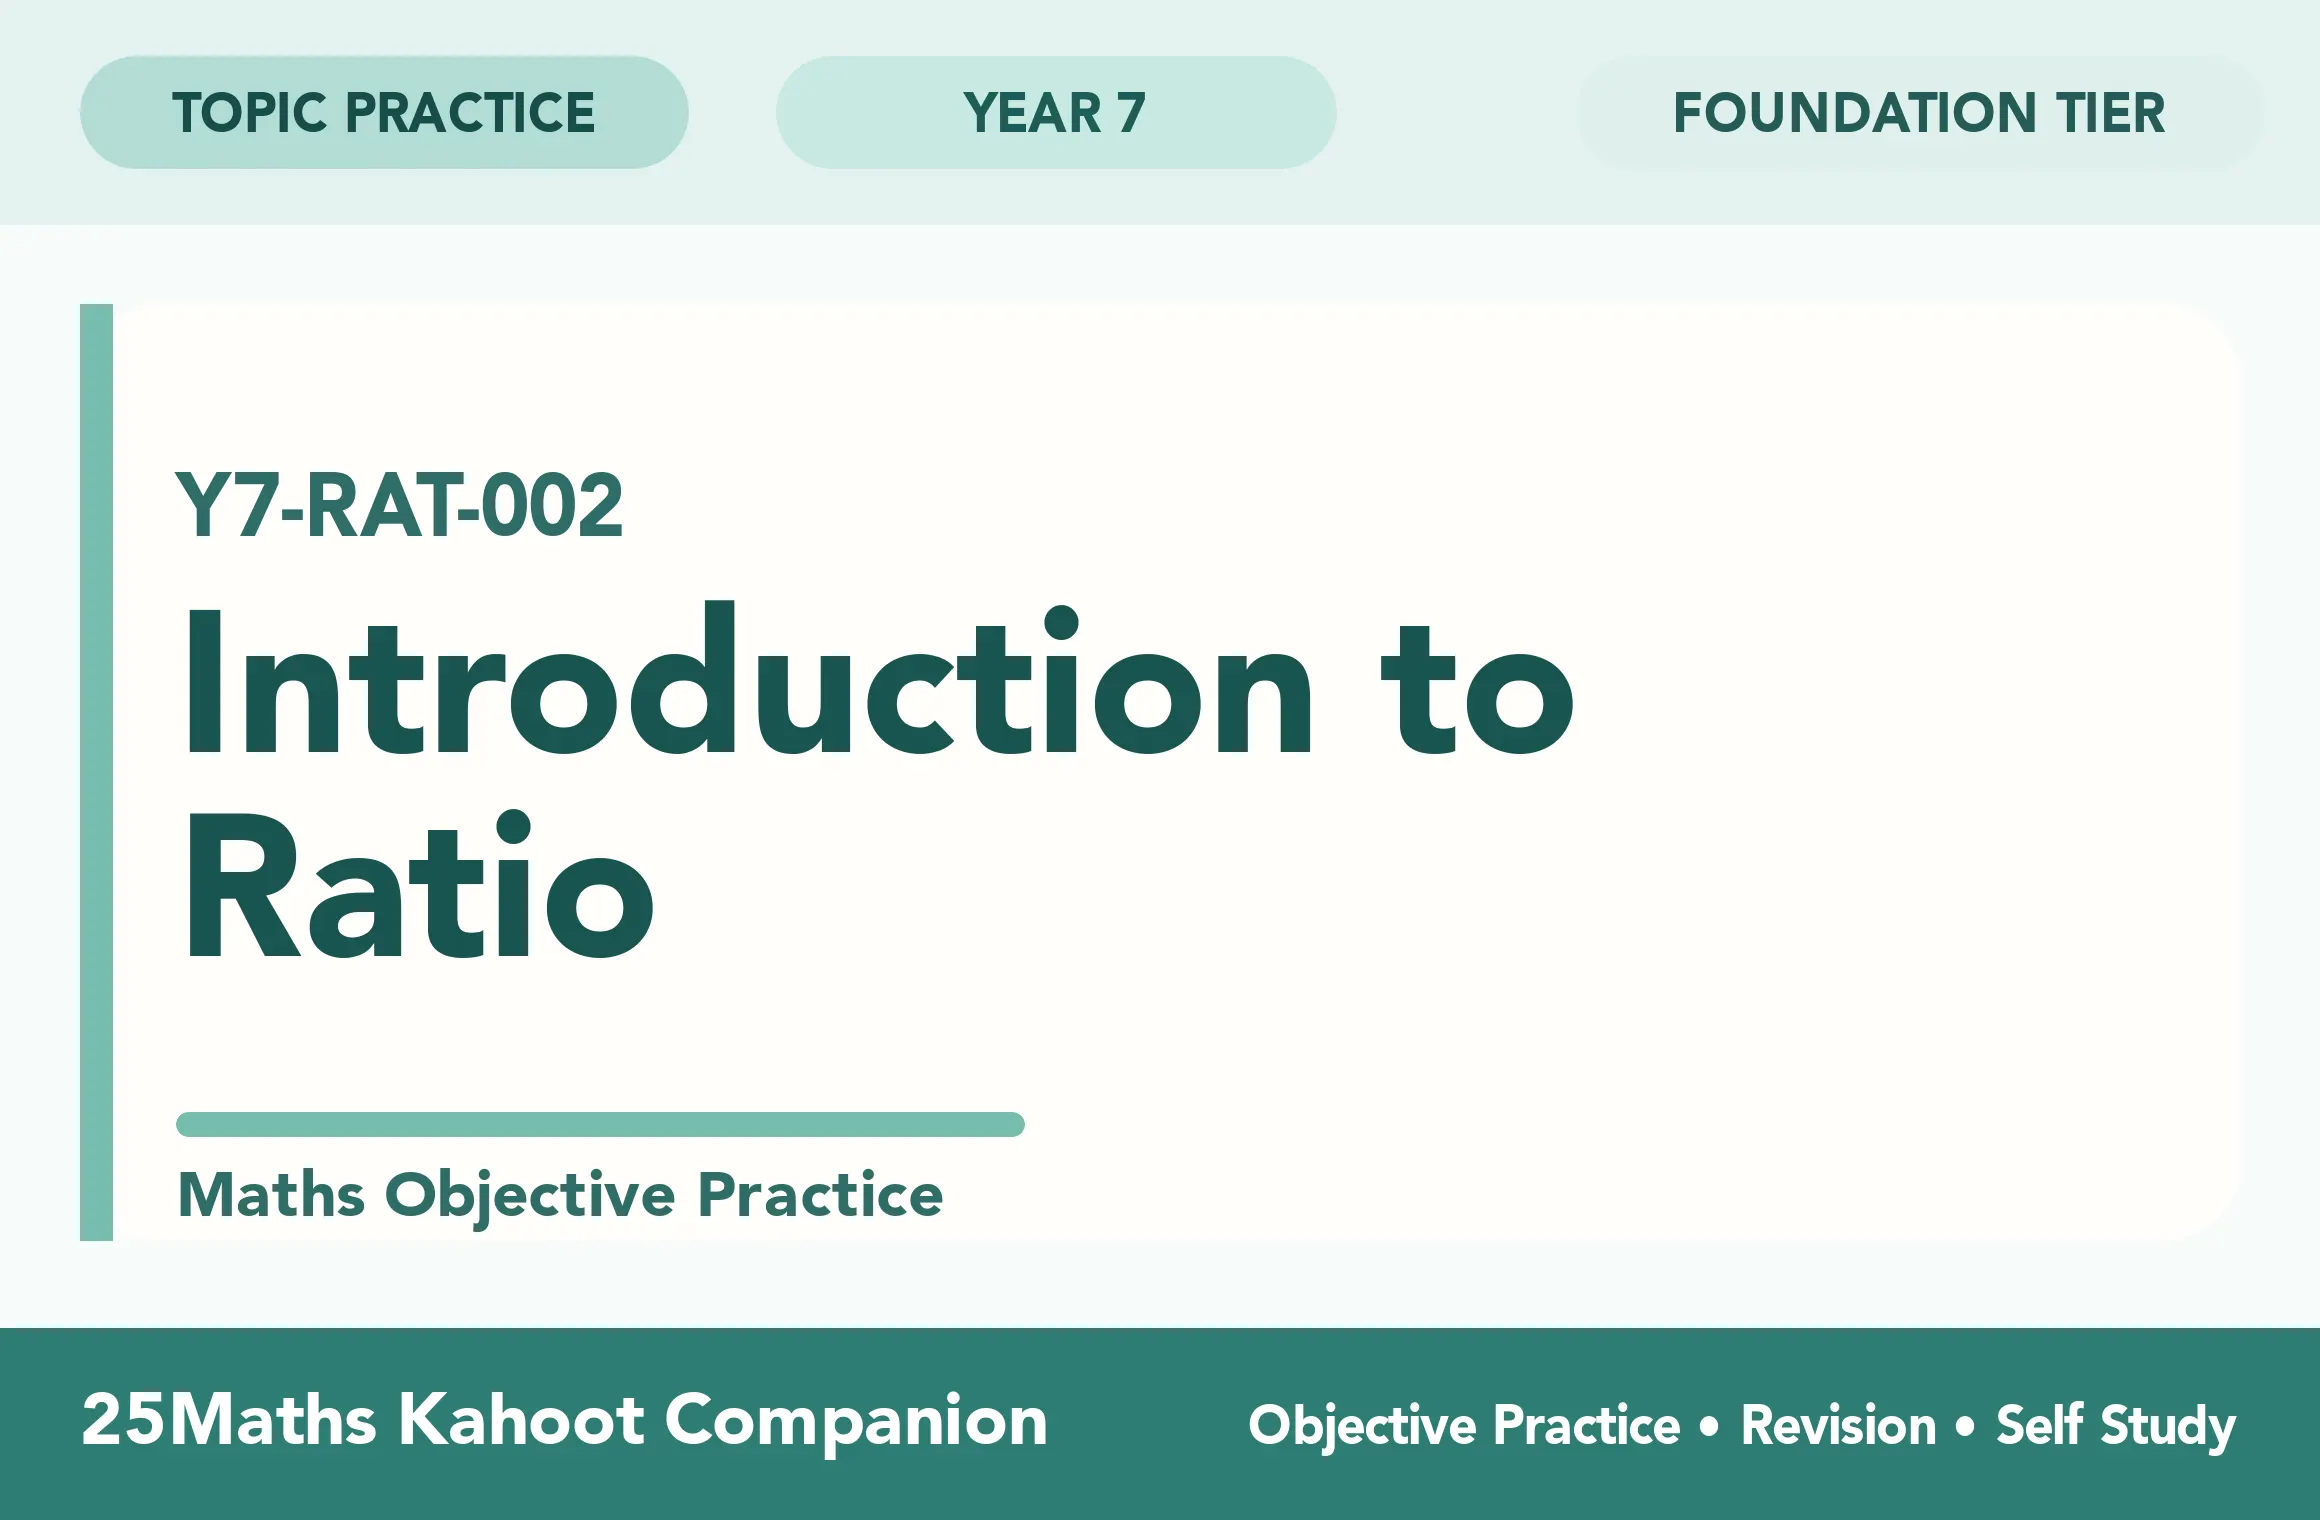 TOPIC PRACTICE
YEAR 7
FOUNDATION TIER
Y7-RAT-002
Introduction to
Ratio
Maths Objective Practice
25Maths Kahoot Companion
Objective Practice • Revision • Self Study